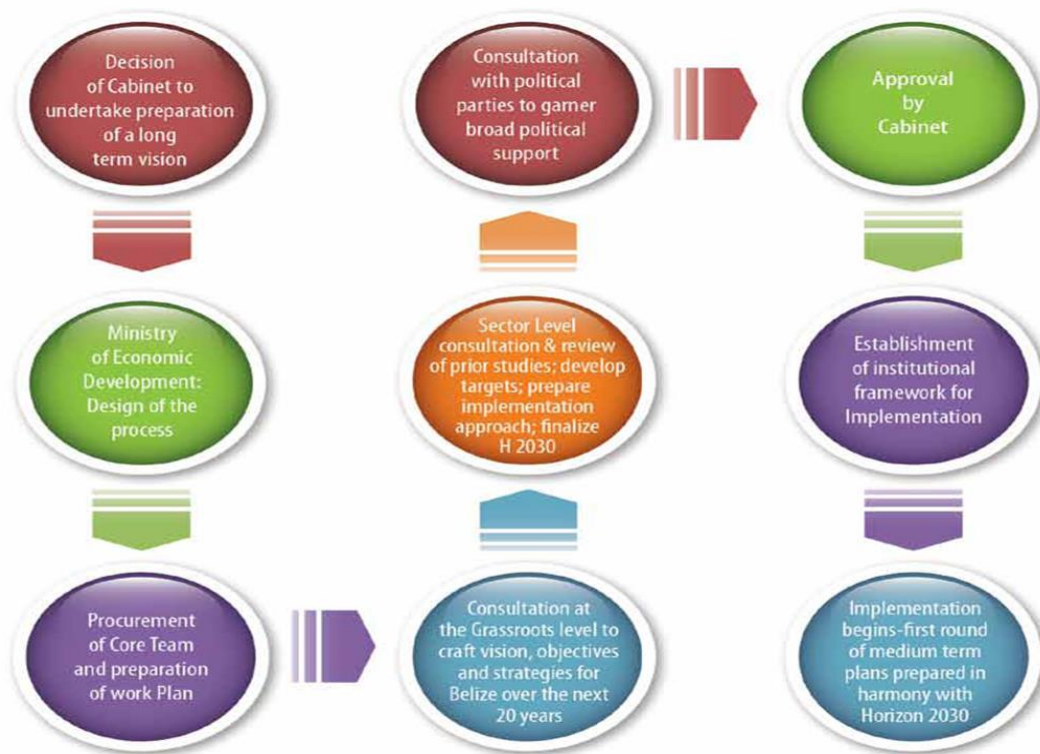 Decision
of Cabinet to
undertake preparation
of a long
term vision
Ministry
of Economic
Development:
Design of the
process
Procurement
of Core Team
and preparation
of work Plan
Consultation at
the Grassroots level to
craft vision, objectives
and strategies for
Belize over the next
20 years
Sector Level
consultation & review
of prior studies; develop
targets; prepare
implementation
approach; finalize
H 2030
Consultation
with political
parties to garner
broad political
support
Approval
by
Cabinet
Establishment
of institutional
framework for
Implementation
Implementation
begins-first round
of medium term
plans prepared in
harmony with
Horizon 2030